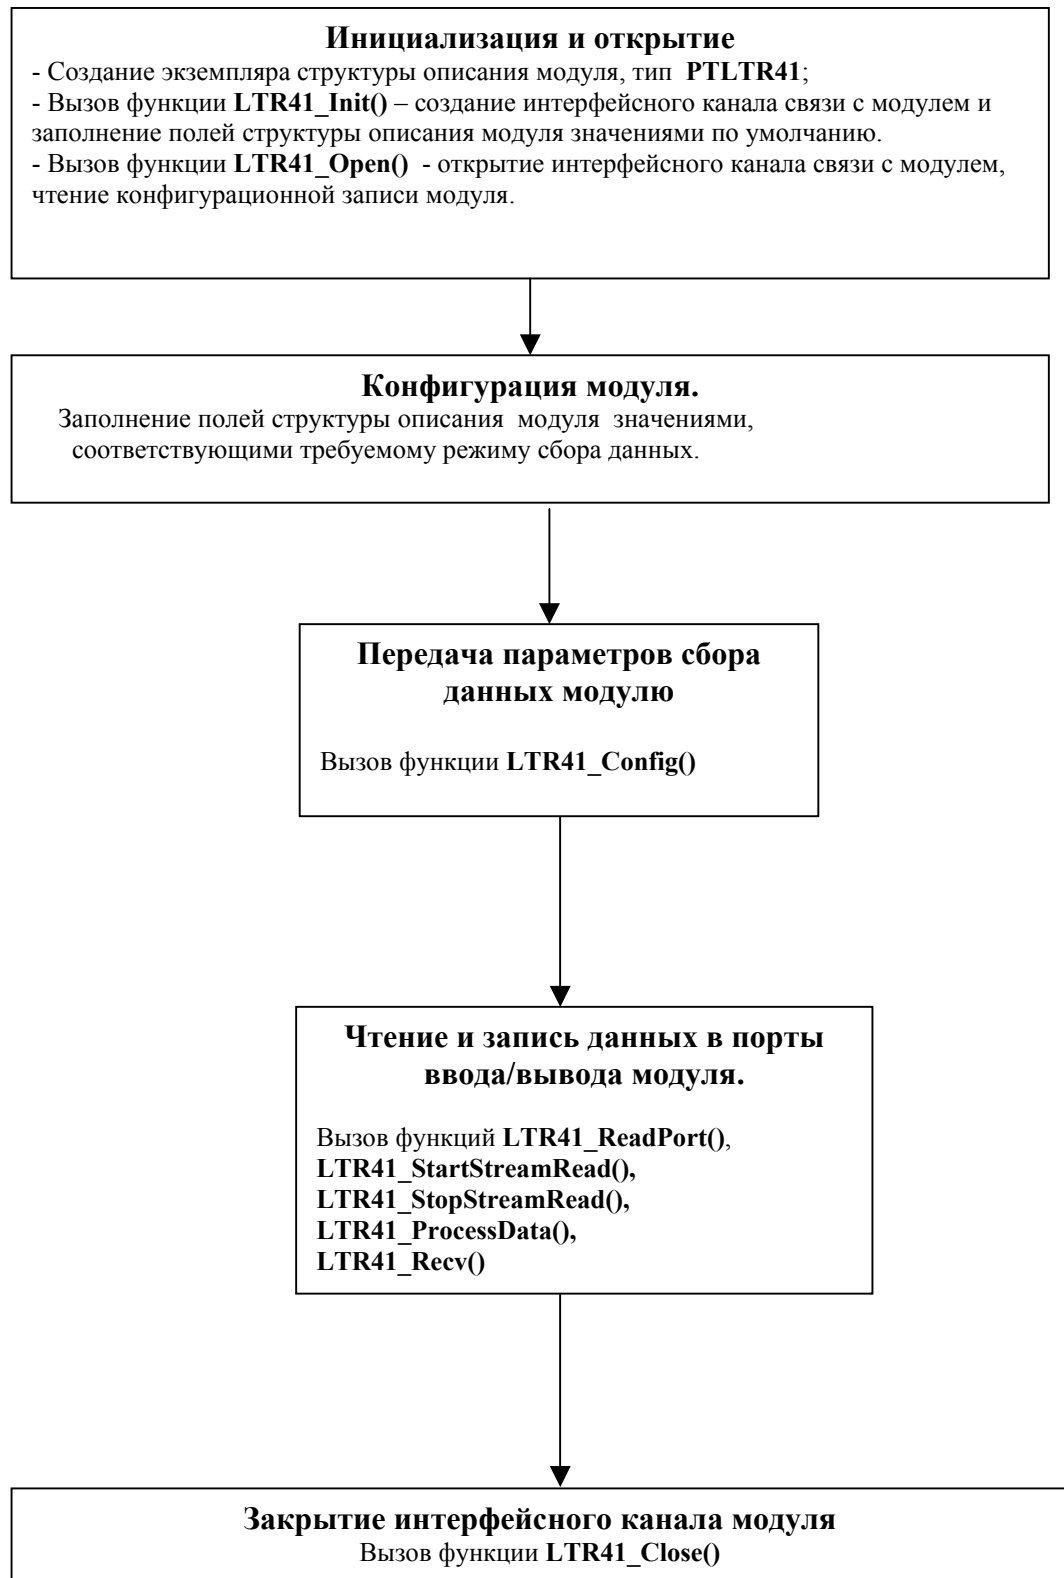 Инициализация и открытие
- Создание экземпляра структуры описания модуля, тип PTLTR41;
- Вызов функции LTR41_Init() – создание интерфейсного канала связи с модулем и
заполнение полей структуры описания модуля значениями по умолчанию.
- Вызов функции LTR41_Open() - открытие интерфейсного канала связи с модулем,
чтение конфигурационной записи модуля.
Конфигурация модуля.
Заполнение полей структуры описания модуля значениями,
соответствующими требуемому режиму сбора данных.
Передача параметров сбора
данных модулю
Вызов функции LTR41_Config()
Чтение и запись данных в порты
ввода/вывода модуля.
Вызов функций LTR41_ReadPort(),
LTR41_StartStreamRead(),
LTR41_StopStreamRead(),
LTR41_ProcessData(),
LTR41_Recv()
Закрытие интерфейсного канала модуля
Вызов функции LTR41_Close()